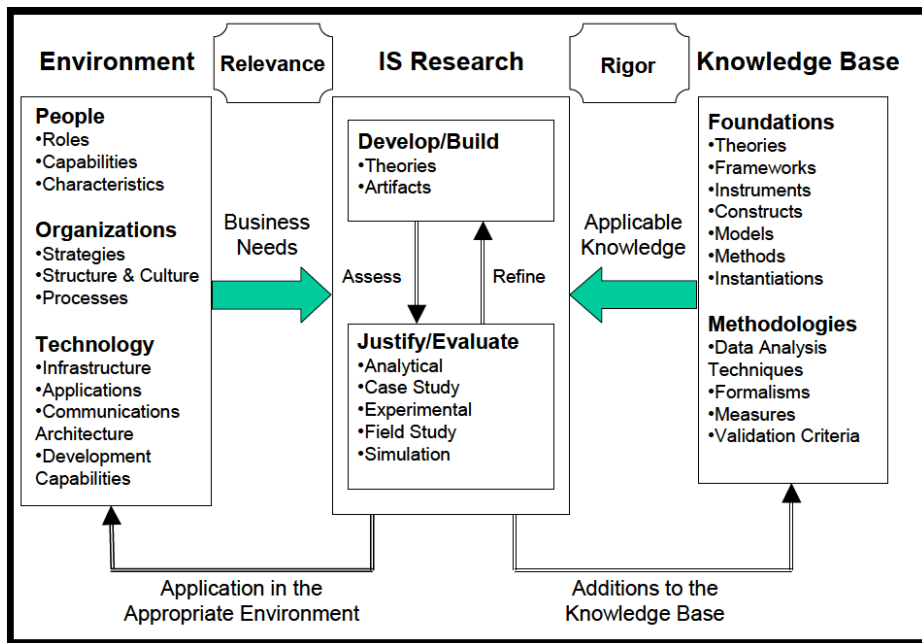 Environment
Relevance
IS Research
Rigor
Knowledge Base
People
•Roles
•Capabilities
•Characteristics
Organizations
•Strategies
•Structure & Culture
•Processes
Technology
•Infrastructure
•Applications
•Communications
Architecture
•Development
Capabilities
Business
Needs
Develop/Build
•Theories
•Artifacts
Assess
Refine
Justify/Evaluate
•Analytical
•Case Study
•Experimental
•Field Study
•Simulation
Applicable
Knowledge
Foundations
•Theories
•Frameworks
•Instruments
•Constructs
•Models
•Methods
•Instantiations
Methodologies
•Data Analysis
Techniques
•Formalisms
•Measures
•Validation Criteria
Application in the
Appropriate Environment
Additions to the
Knowledge Base